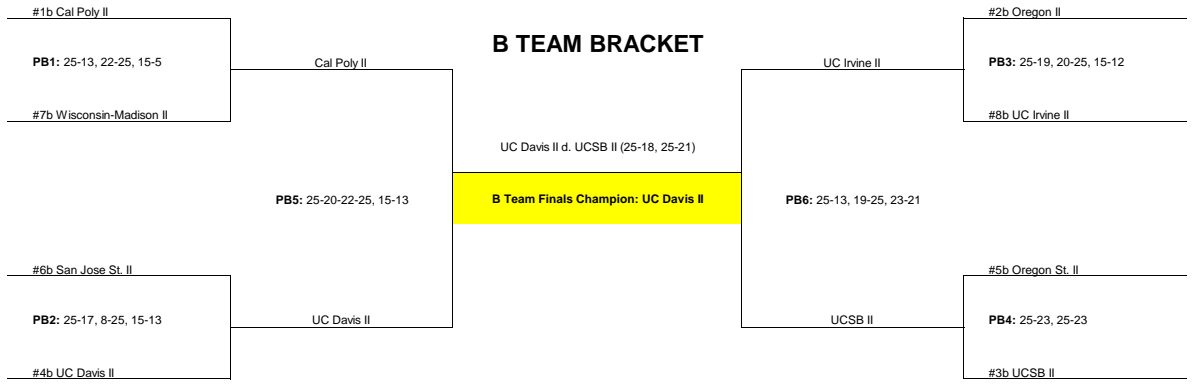 #1b Cal Poly II
#2b Oregon II
B TEAM BRACKET
PB1: 25-13, 22-25, 15-5
Cal Poly II
UC Irvine II
PB3: 25-19, 20-25, 15-12
#7b Wisconsin-Madison II
#8b UC Irvine II
UC Davis II d. UCSB II (25-18, 25-21)
PB5: 25-20-22-25, 15-13
B Team Finals Champion: UC Davis II
PB6: 25-13, 19-25, 23-21
#6b San Jose St. II
#5b Oregon St. II
PB2: 25-17, 8-25, 15-13
UC Davis II
UCSB II
PB4: 25-23, 25-23
#4b UC Davis II
#3b UCSB II